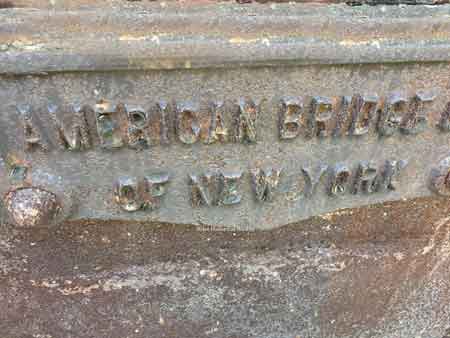 AMERICAN BRIDGE
OF NEW YORK